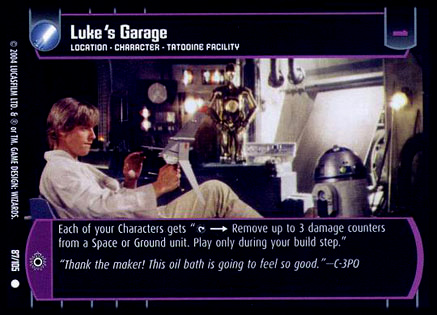 Luke's Garage
LOCATION • CHARACTER • TATOOINE FACILITY
© 2004 LUCASFILM LTD. & ® or TM. GAME DESIGN: WIZARDS.
87/105
Each of your Characters gets “ → Remove up to 3 damage counters
from a Space or Ground unit. Play only during your build step.”
“Thank the maker! This oil bath is going to feel so good.”—C-3PO